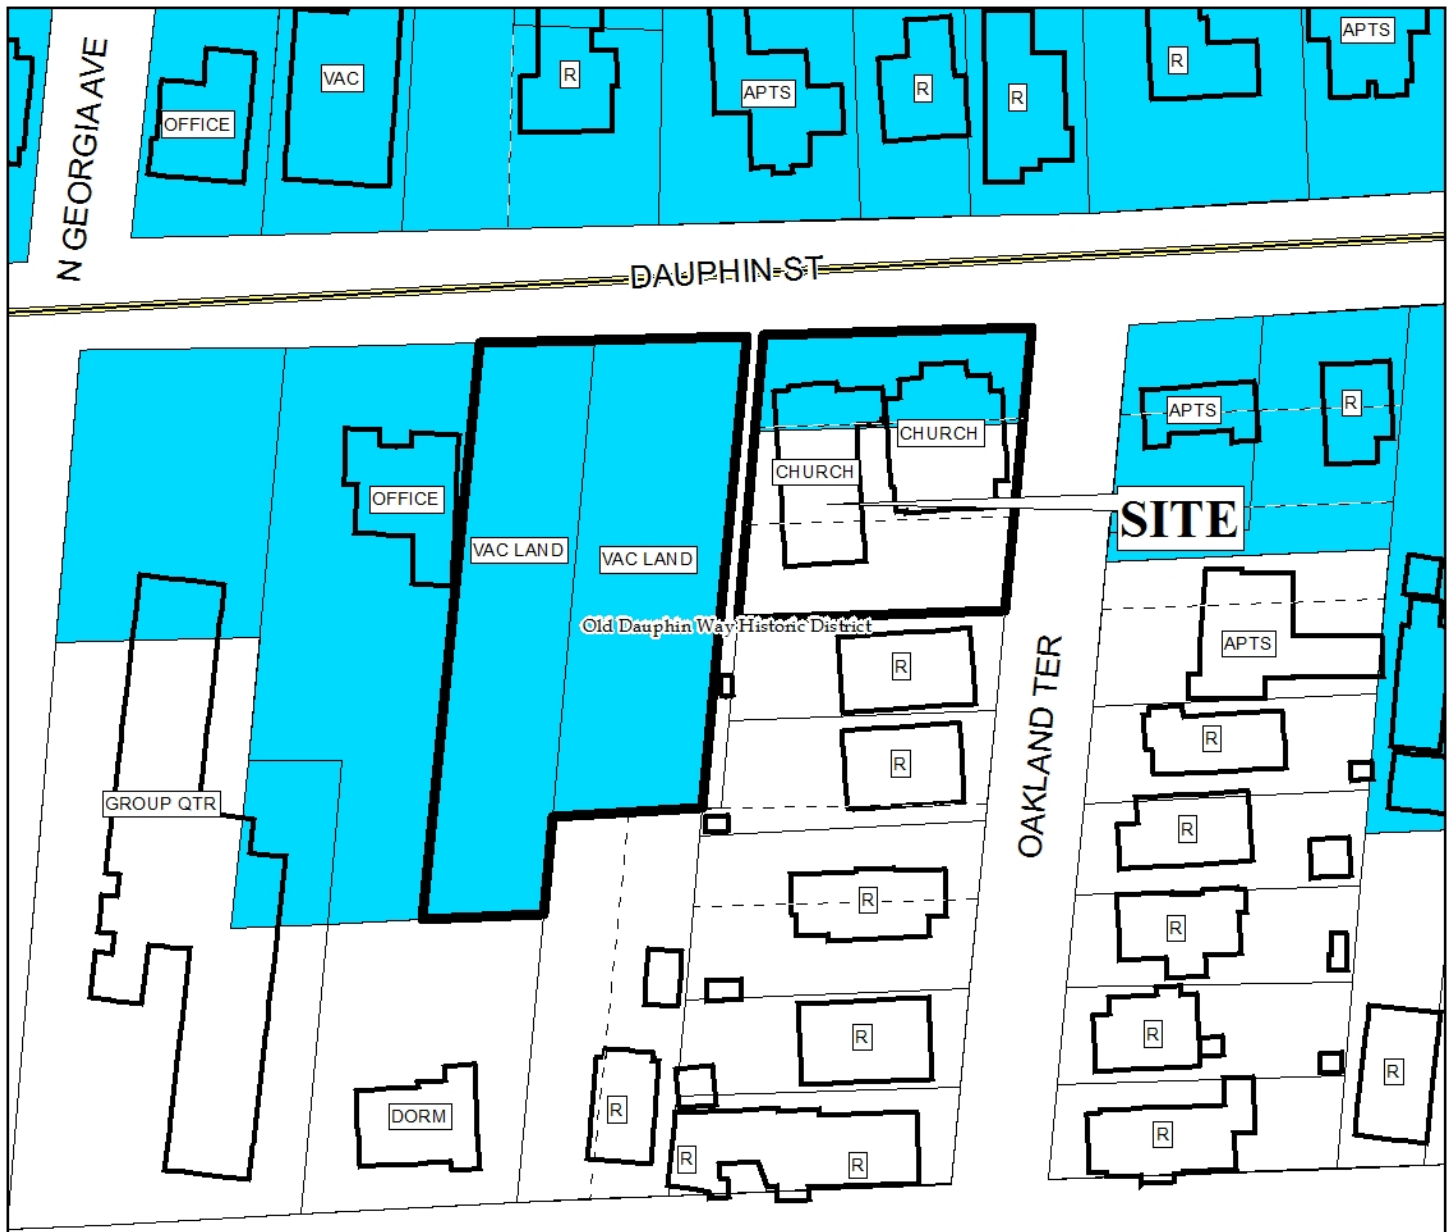 APTS
R
R
VAC
R
APTS
R
OFFICE
N GEORGIA AVE
DAUPHIN ST
R
APTS
CHURCH
CHURCH
OFFICE
SITE
VAC LAND
VAC LAND
Old Dauphin Way Historic District
APTS
R
OAKLAND TER
R
R
GROUP QTR
R
R
R
R
R
R
DORM
R
R
R
R
R